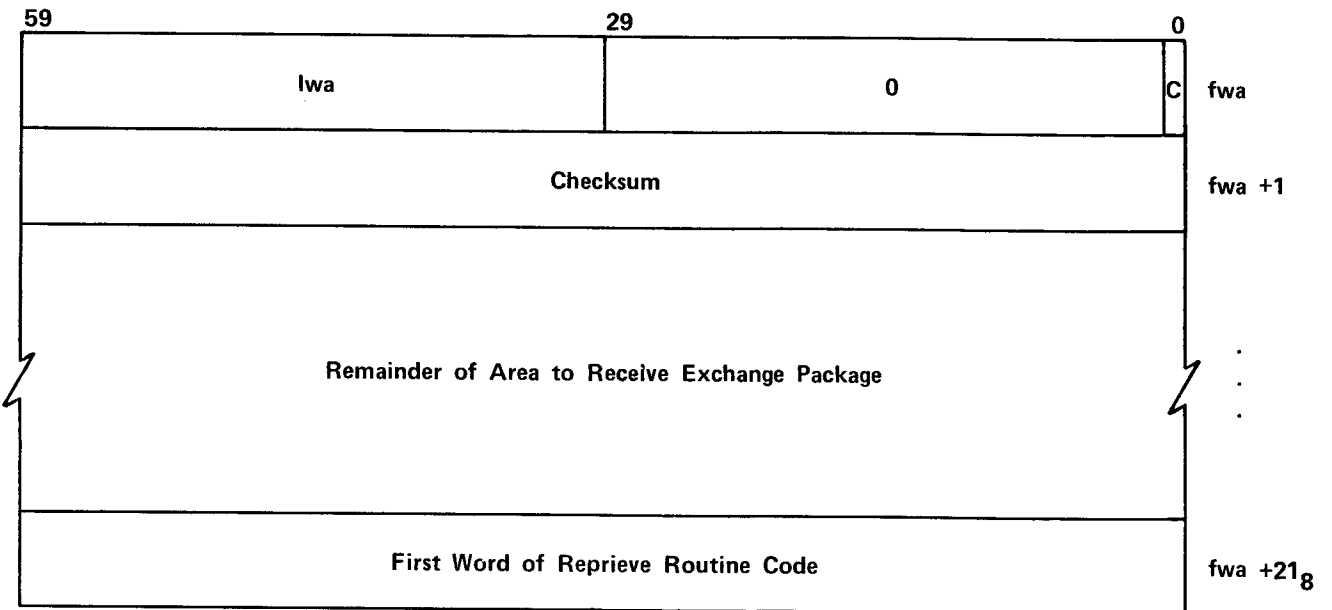 59 29 0
lwa 0 C fwa
Checksum fwa +1
Remainder of Area to Receive Exchange Package
First Word of Reprieve Routine Code fwa +21₈